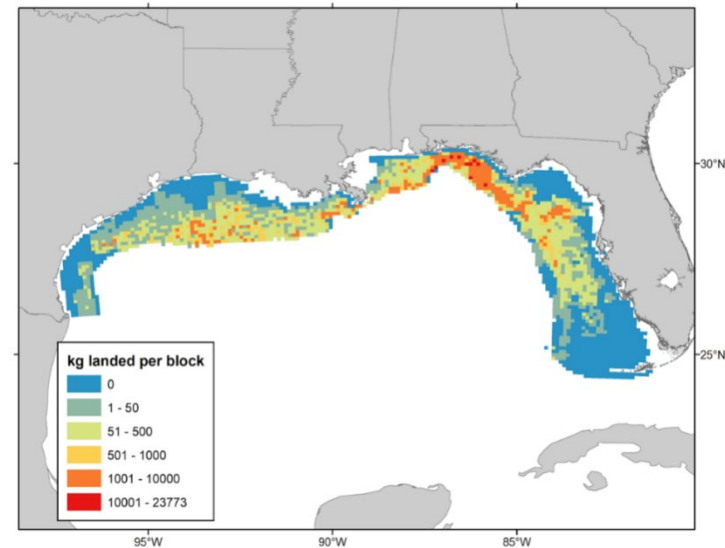 30°N
25°N
kg landed per block
0
1 - 50
51 - 500
501 - 1000
1001 - 10000
10001 - 23773
95°W 90°W 85°W